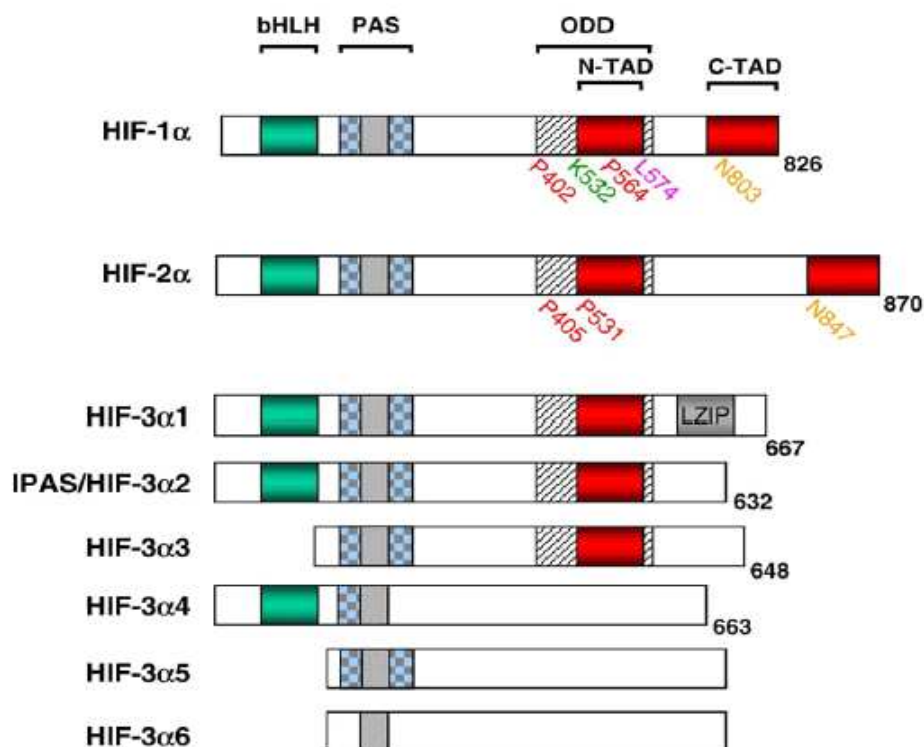 bHLH PAS ODD
N-TAD C-TAD
HIF-1α
826
P402 K532 P564 L574 N803
HIF-2α
870
P405 P531 N847
HIF-3α1
LZIP
667
IPAS/HIF-3α2
632
HIF-3α3
648
HIF-3α4
663
HIF-3α5
HIF-3α6